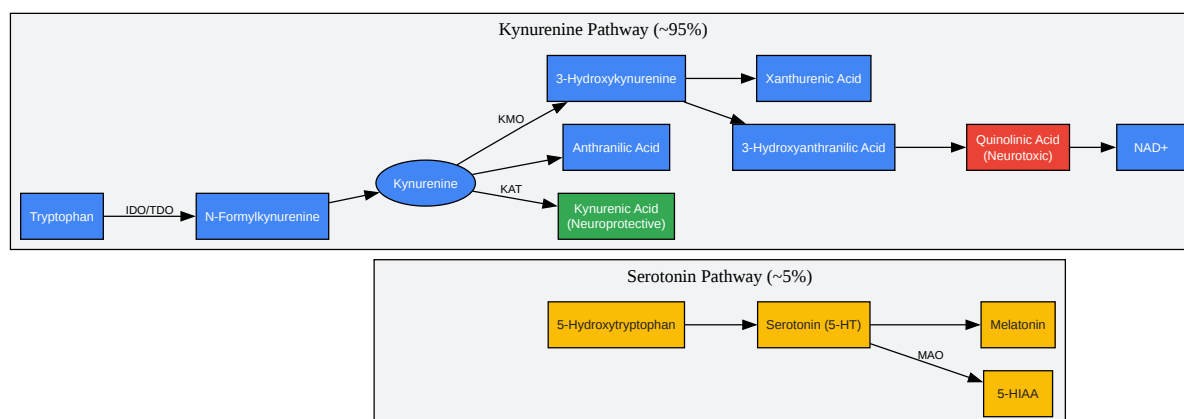 Kynurenine Pathway (~95%)
3-Hydroxykynurenine
Xanthurenic Acid
KMO
Anthranilic Acid
3-Hydroxyanthranilic Acid
Quinolinic Acid
(Neurotoxic)
NAD+
Kynurenine
KAT
Tryptophan
IDO/TDO
N-Formylkynurenine
Kynurenic Acid
(Neuroprotective)
Serotonin Pathway (~5%)
5-Hydroxytryptophan
Serotonin (5-HT)
Melatonin
MAO
5-HIAA